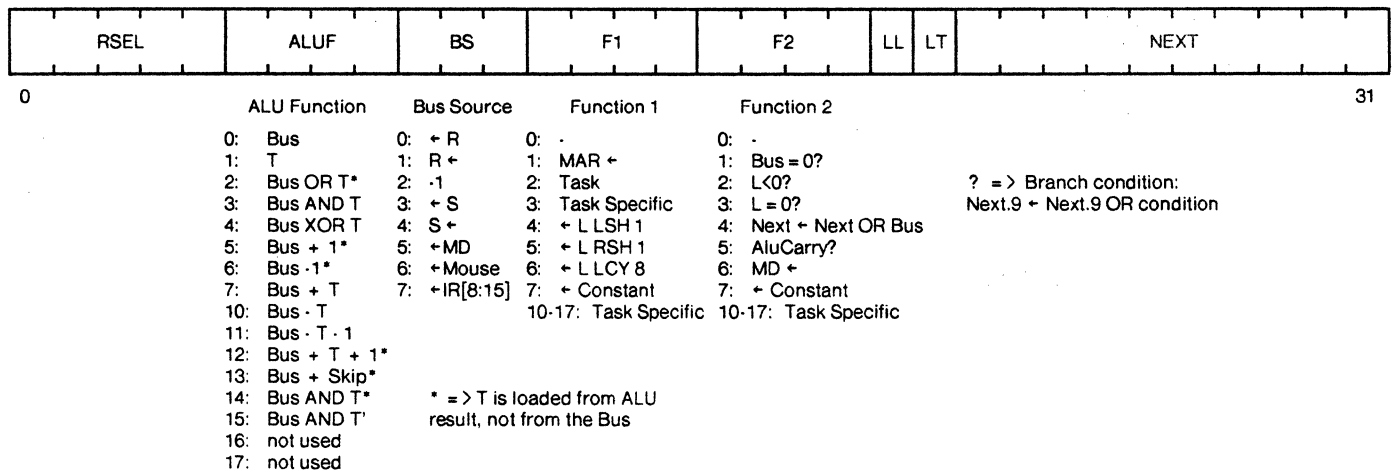 RSEL ALUF BS F1 F2 LL LT NEXT
0 31
ALU Function Bus Source Function 1 Function 2
0: Bus 0: ← R 0: - 0: -
1: T 1: R ← 1: MAR ← 1: Bus = 0?
2: Bus OR T* 2: -1 2: Task 2: L<0? ? => Branch condition:
3: Bus AND T 3: ← S 3: Task Specific 3: L = 0? Next.9 ← Next.9 OR condition
4: Bus XOR T 4: S ← 4: ← L LSH 1 4: Next ← Next OR Bus
5: Bus + 1* 5: ←MD 5: ← L RSH 1 5: AluCarry?
6: Bus -1* 6: ←Mouse 6: ← L LCY 8 6: MD ←
7: Bus + T 7: ←IR[8:15] 7: ← Constant 7: ← Constant
10: Bus - T 10-17: Task Specific 10-17: Task Specific
11: Bus - T - 1
12: Bus + T + 1*
13: Bus + Skip*
14: Bus AND T* * => T is loaded from ALU
15: Bus AND T' result, not from the Bus
16: not used
17: not used